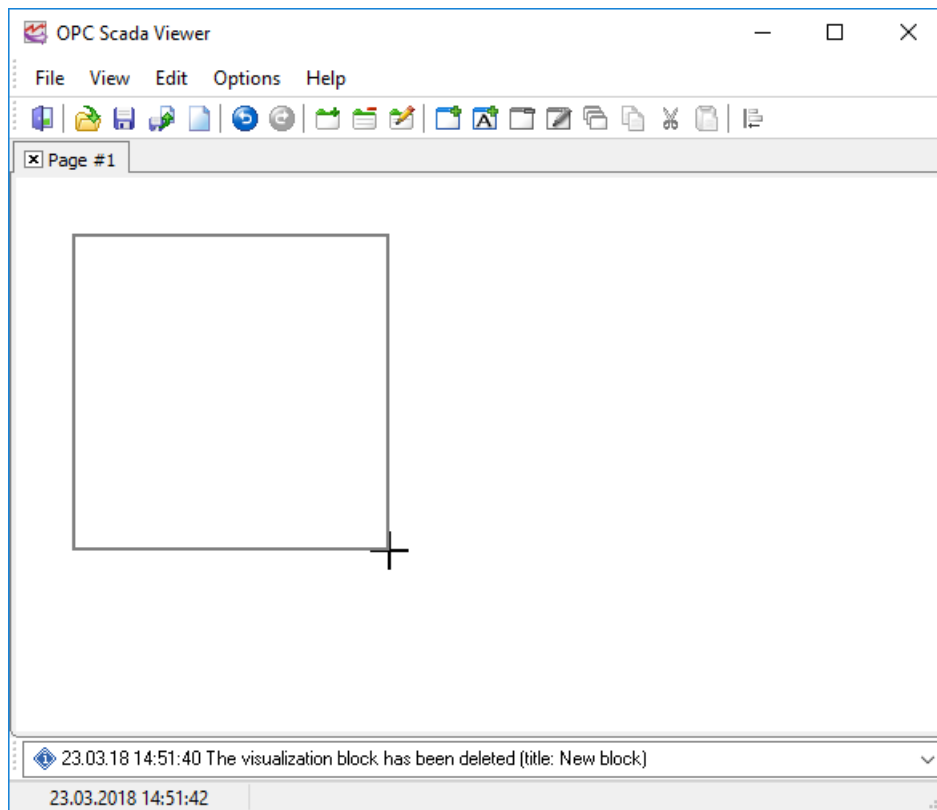 OPC Scada Viewer
File View Edit Options Help
A
Page #1
23.03.18 14:51:40 The visualization block has been deleted (title: New block)
23.03.2018 14:51:42